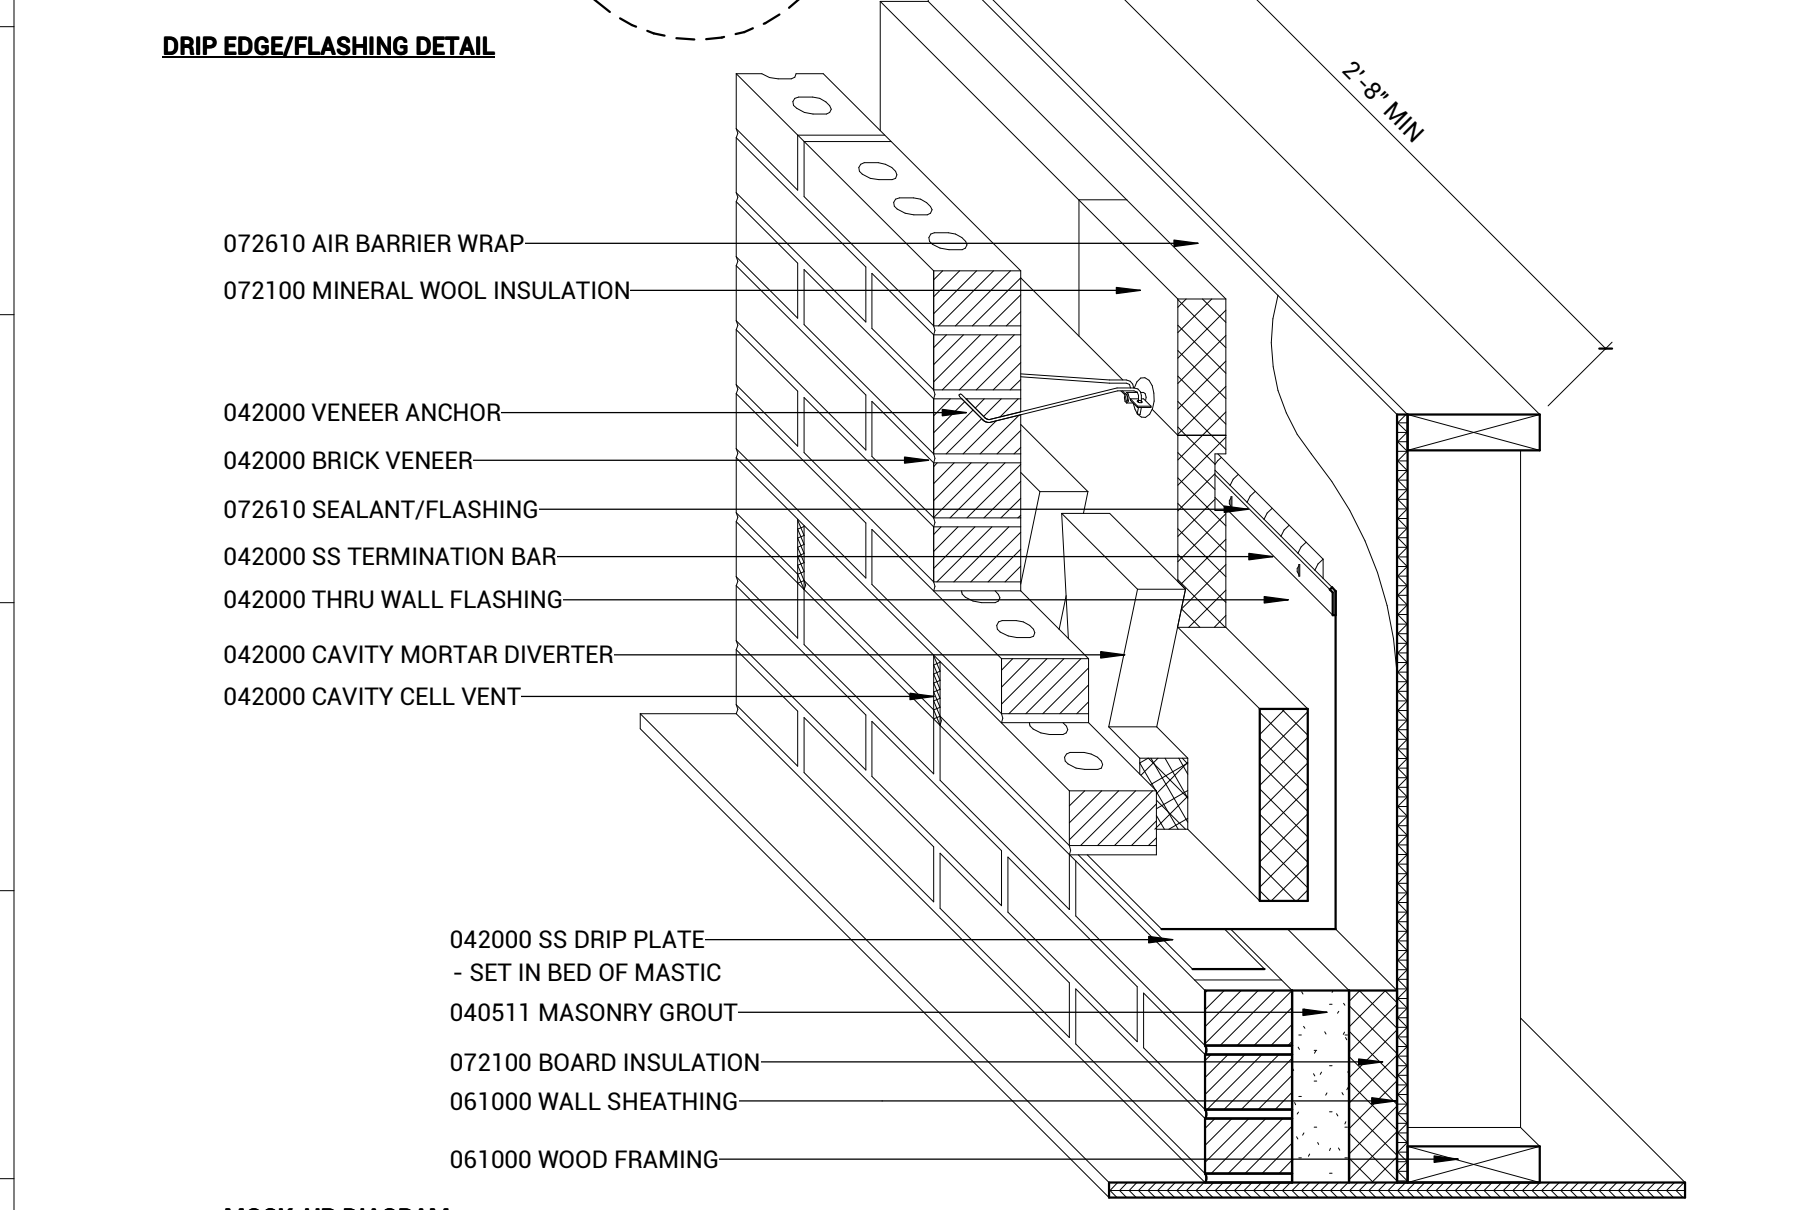 DRIP EDGE/FLASHING DETAIL
2'-8" MIN
072610 AIR BARRIER WRAP
072100 MINERAL WOOL INSULATION
042000 VENEER ANCHOR
042000 BRICK VENEER
072610 SEALANT/FLASHING
042000 SS TERMINATION BAR
042000 THRU WALL FLASHING
042000 CAVITY MORTAR DIVERTER
042000 CAVITY CELL VENT
042000 SS DRIP PLATE
- SET IN BED OF MASTIC
040511 MASONRY GROUT
072100 BOARD INSULATION
061000 WALL SHEATHING
061000 WOOD FRAMING